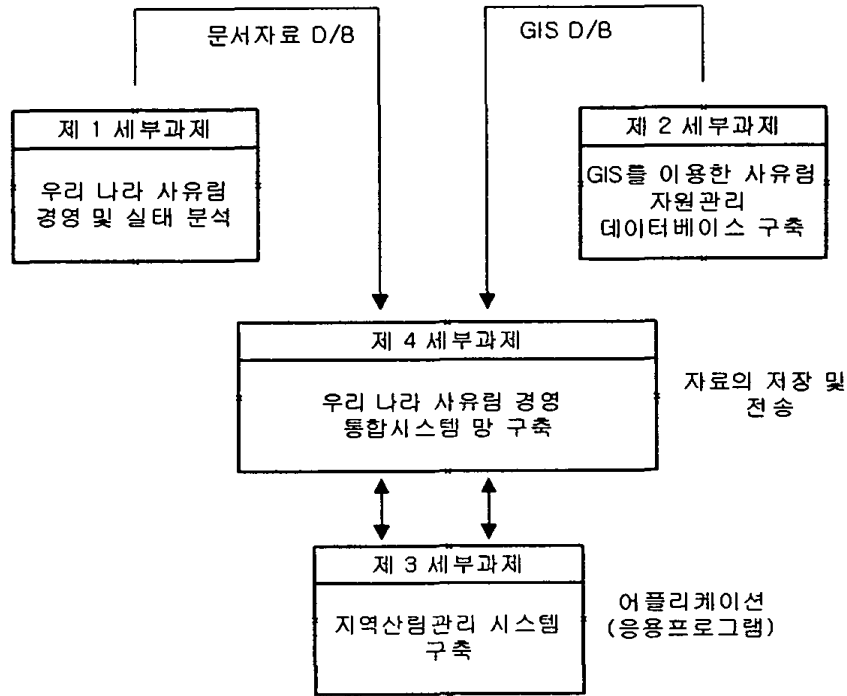 문서자료 D/B
GIS D/B
제 1 세부과제
우리 나라 사유림
경영 및 실태 분석
제 2 세부과제
GIS를 이용한 사유림
자원관리
데이터베이스 구축
제 4 세부과제
우리 나라 사유림 경영
통합시스템 망 구축
자료의 저장 및
전송
제 3 세부과제
지역산림관리 시스템
구축
어플리케이션
(응용프로그램)